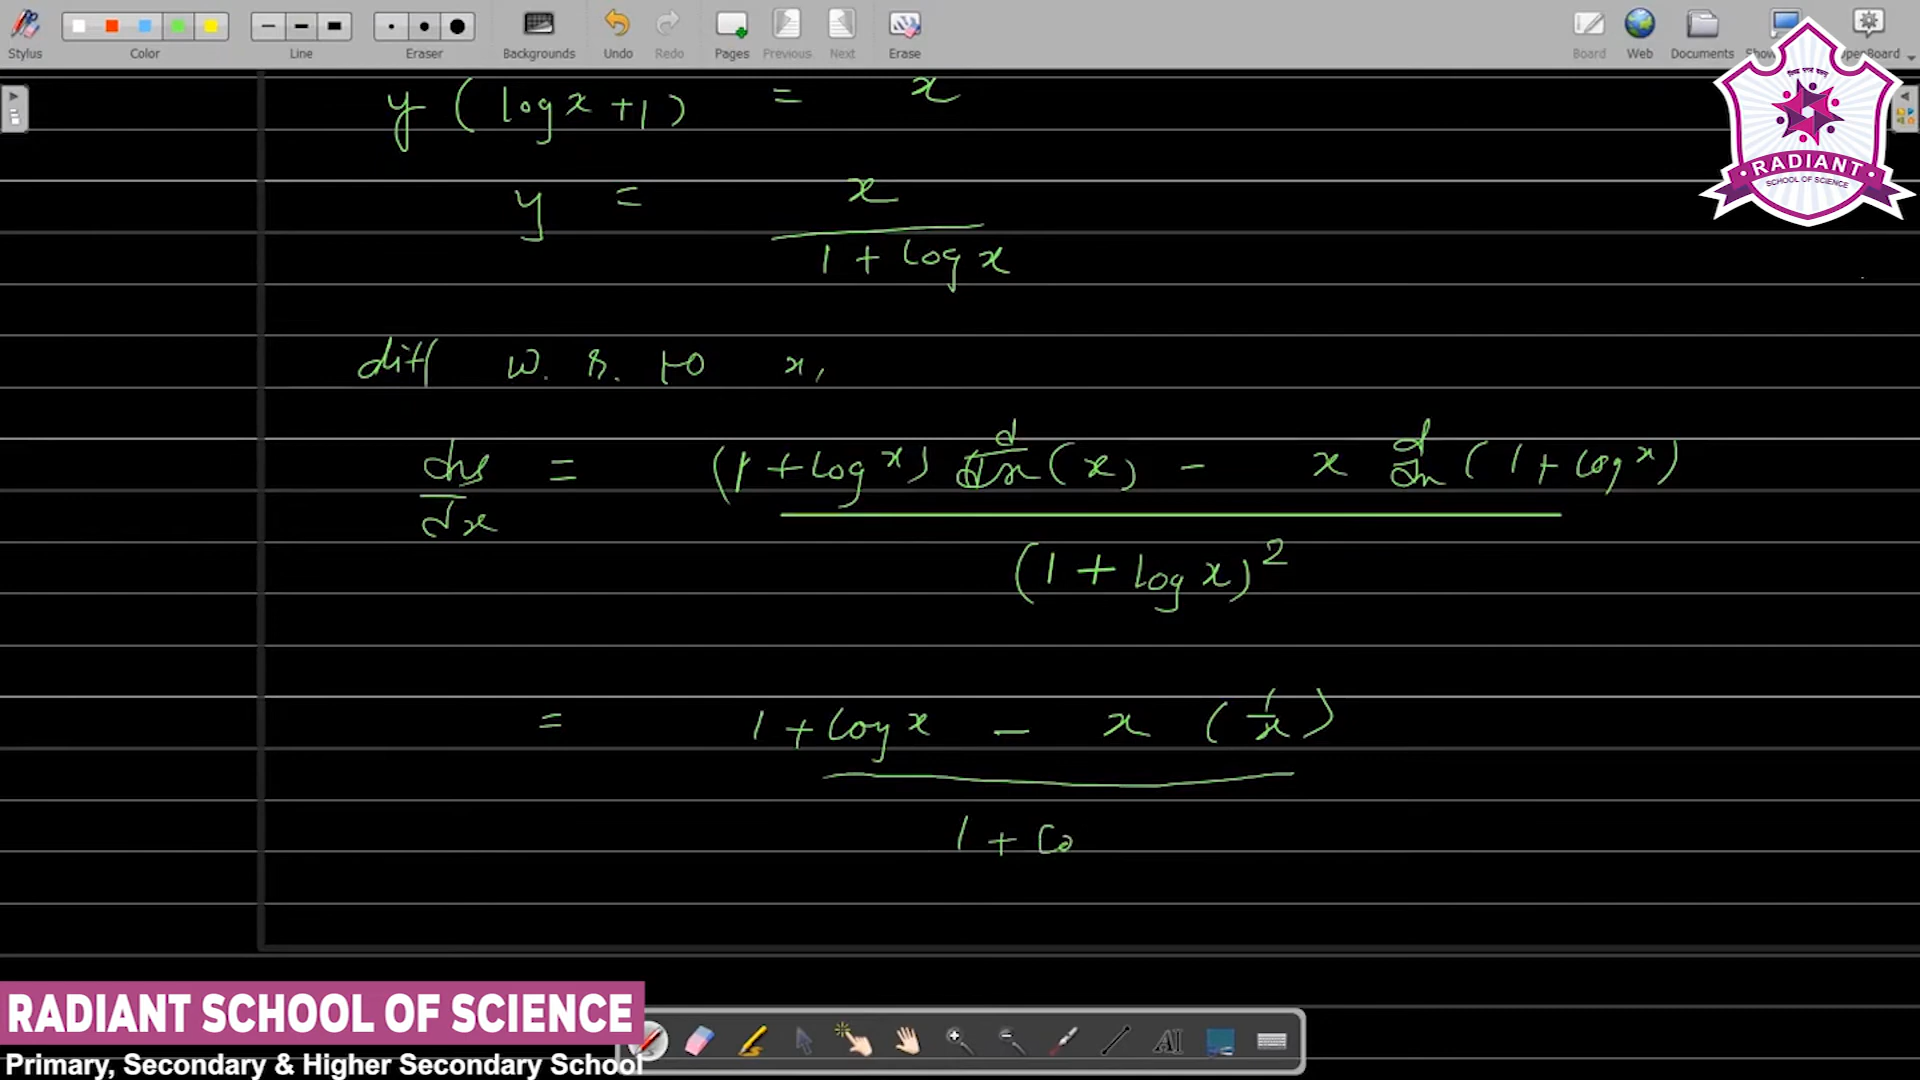 Stylus Color Line Eraser Backgrounds Undo Redo Pages Previous Next Erase Board Web Documents
y (log x + 1) = x
y = x / 1 + log x
diff w. r. to x,
dy/dx = (1 + log x) d/dx (x) - x d/dx (1 + log x) / (1 + log x)²
= 1 + log x - x (1/x) / 1 + lo
RADIANT
SCHOOL OF SCIENCE
RADIANT SCHOOL OF SCIENCE
Primary, Secondary & Higher Secondary School